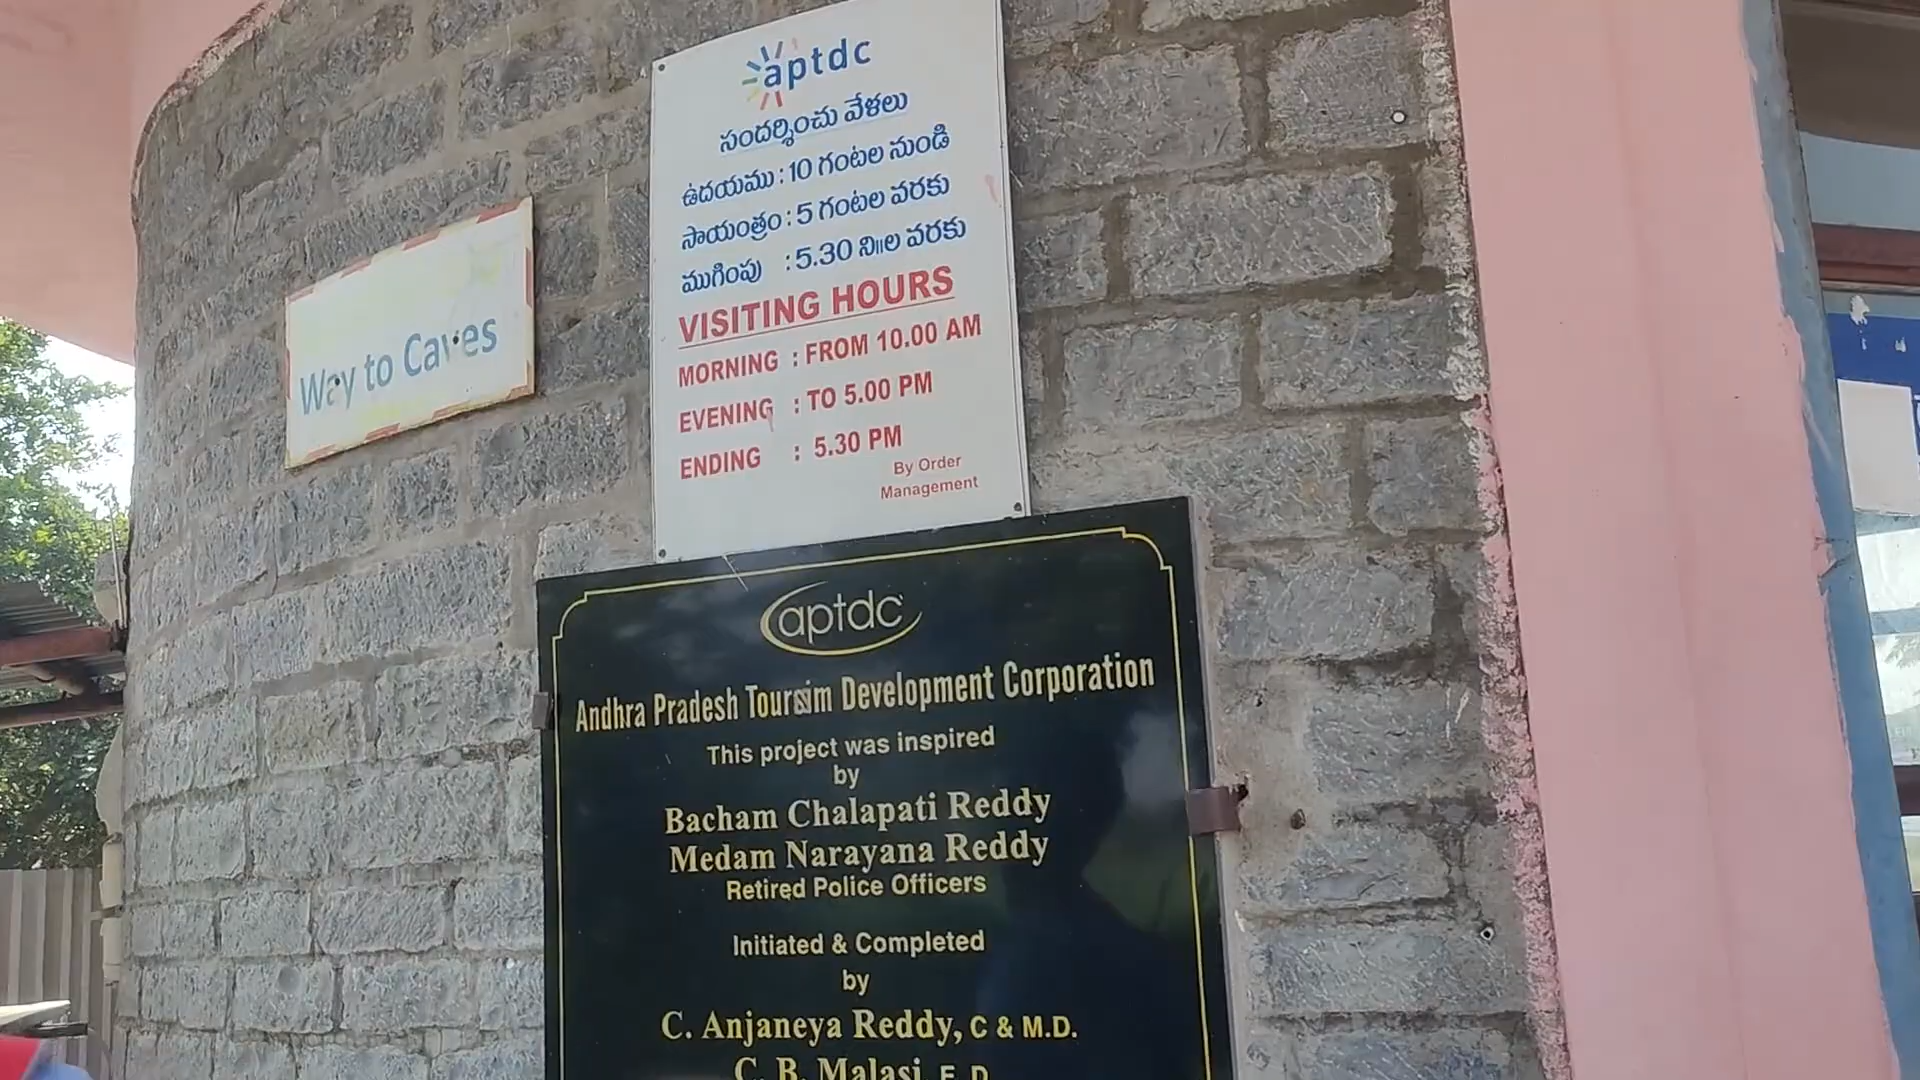 Way to Caves
aptdc
సందర్శించు వేళలు
ఉదయము : 10 గంటల నుండి
సాయంత్రం : 5 గంటల వరకు
ముగింపు : 5.30 ని॥ల వరకు
VISITING HOURS
MORNING : FROM 10.00 AM
EVENING : TO 5.00 PM
ENDING : 5.30 PM
By Order
Management
aptdc
Andhra Pradesh Toursim Development Corporation
This project was inspired
by
Bacham Chalapati Reddy
Medam Narayana Reddy
Retired Police Officers
Initiated & Completed
by
C. Anjaneya Reddy, C & M.D.
C. B. Malasi, E. D.